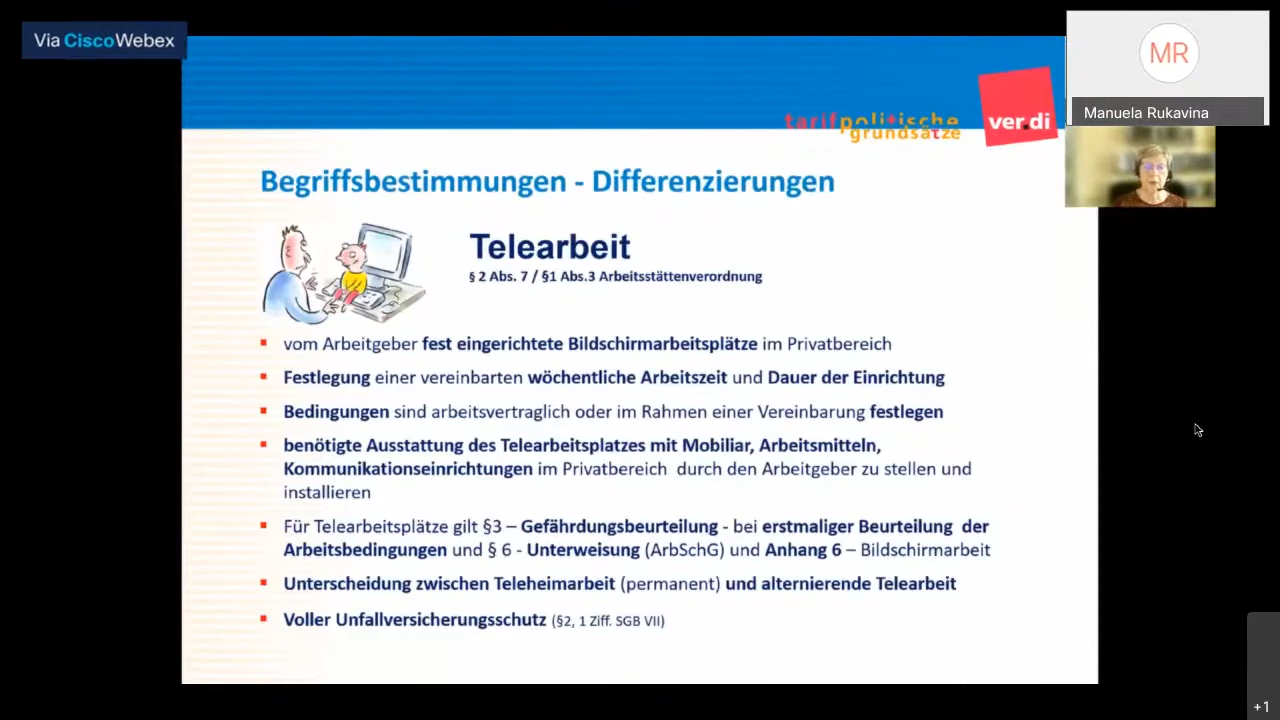 Via Cisco Webex
MR
Manuela Rukavina
tarifpolitische
grundsätze
ver.di
Begriffsbestimmungen - Differenzierungen
Telearbeit
§ 2 Abs. 7 / §1 Abs.3 Arbeitsstättenverordnung
▪ vom Arbeitgeber fest eingerichtete Bildschirmarbeitsplätze im Privatbereich
▪ Festlegung einer vereinbarten wöchentliche Arbeitszeit und Dauer der Einrichtung
▪ Bedingungen sind arbeitsvertraglich oder im Rahmen einer Vereinbarung festlegen
▪ benötigte Ausstattung des Telearbeitsplatzes mit Mobiliar, Arbeitsmitteln,
Kommunikationseinrichtungen im Privatbereich durch den Arbeitgeber zu stellen und
installieren
▪ Für Telearbeitsplätze gilt §3 – Gefährdungsbeurteilung - bei erstmaliger Beurteilung der
Arbeitsbedingungen und § 6 - Unterweisung (ArbSchG) und Anhang 6 – Bildschirmarbeit
▪ Unterscheidung zwischen Teleheimarbeit (permanent) und alternierende Telearbeit
▪ Voller Unfallversicherungsschutz (§2, 1 Ziff. SGB VII)
+1